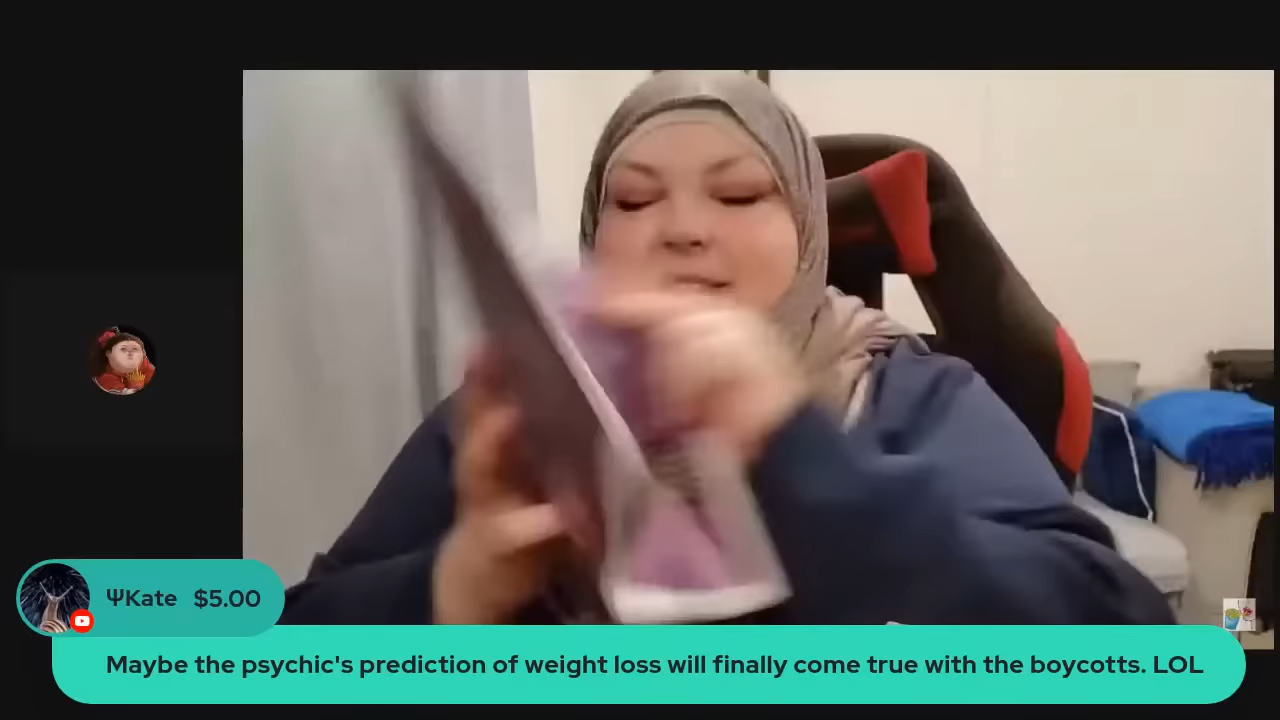 ΨKate $5.00
Maybe the psychic's prediction of weight loss will finally come true with the boycotts. LOL